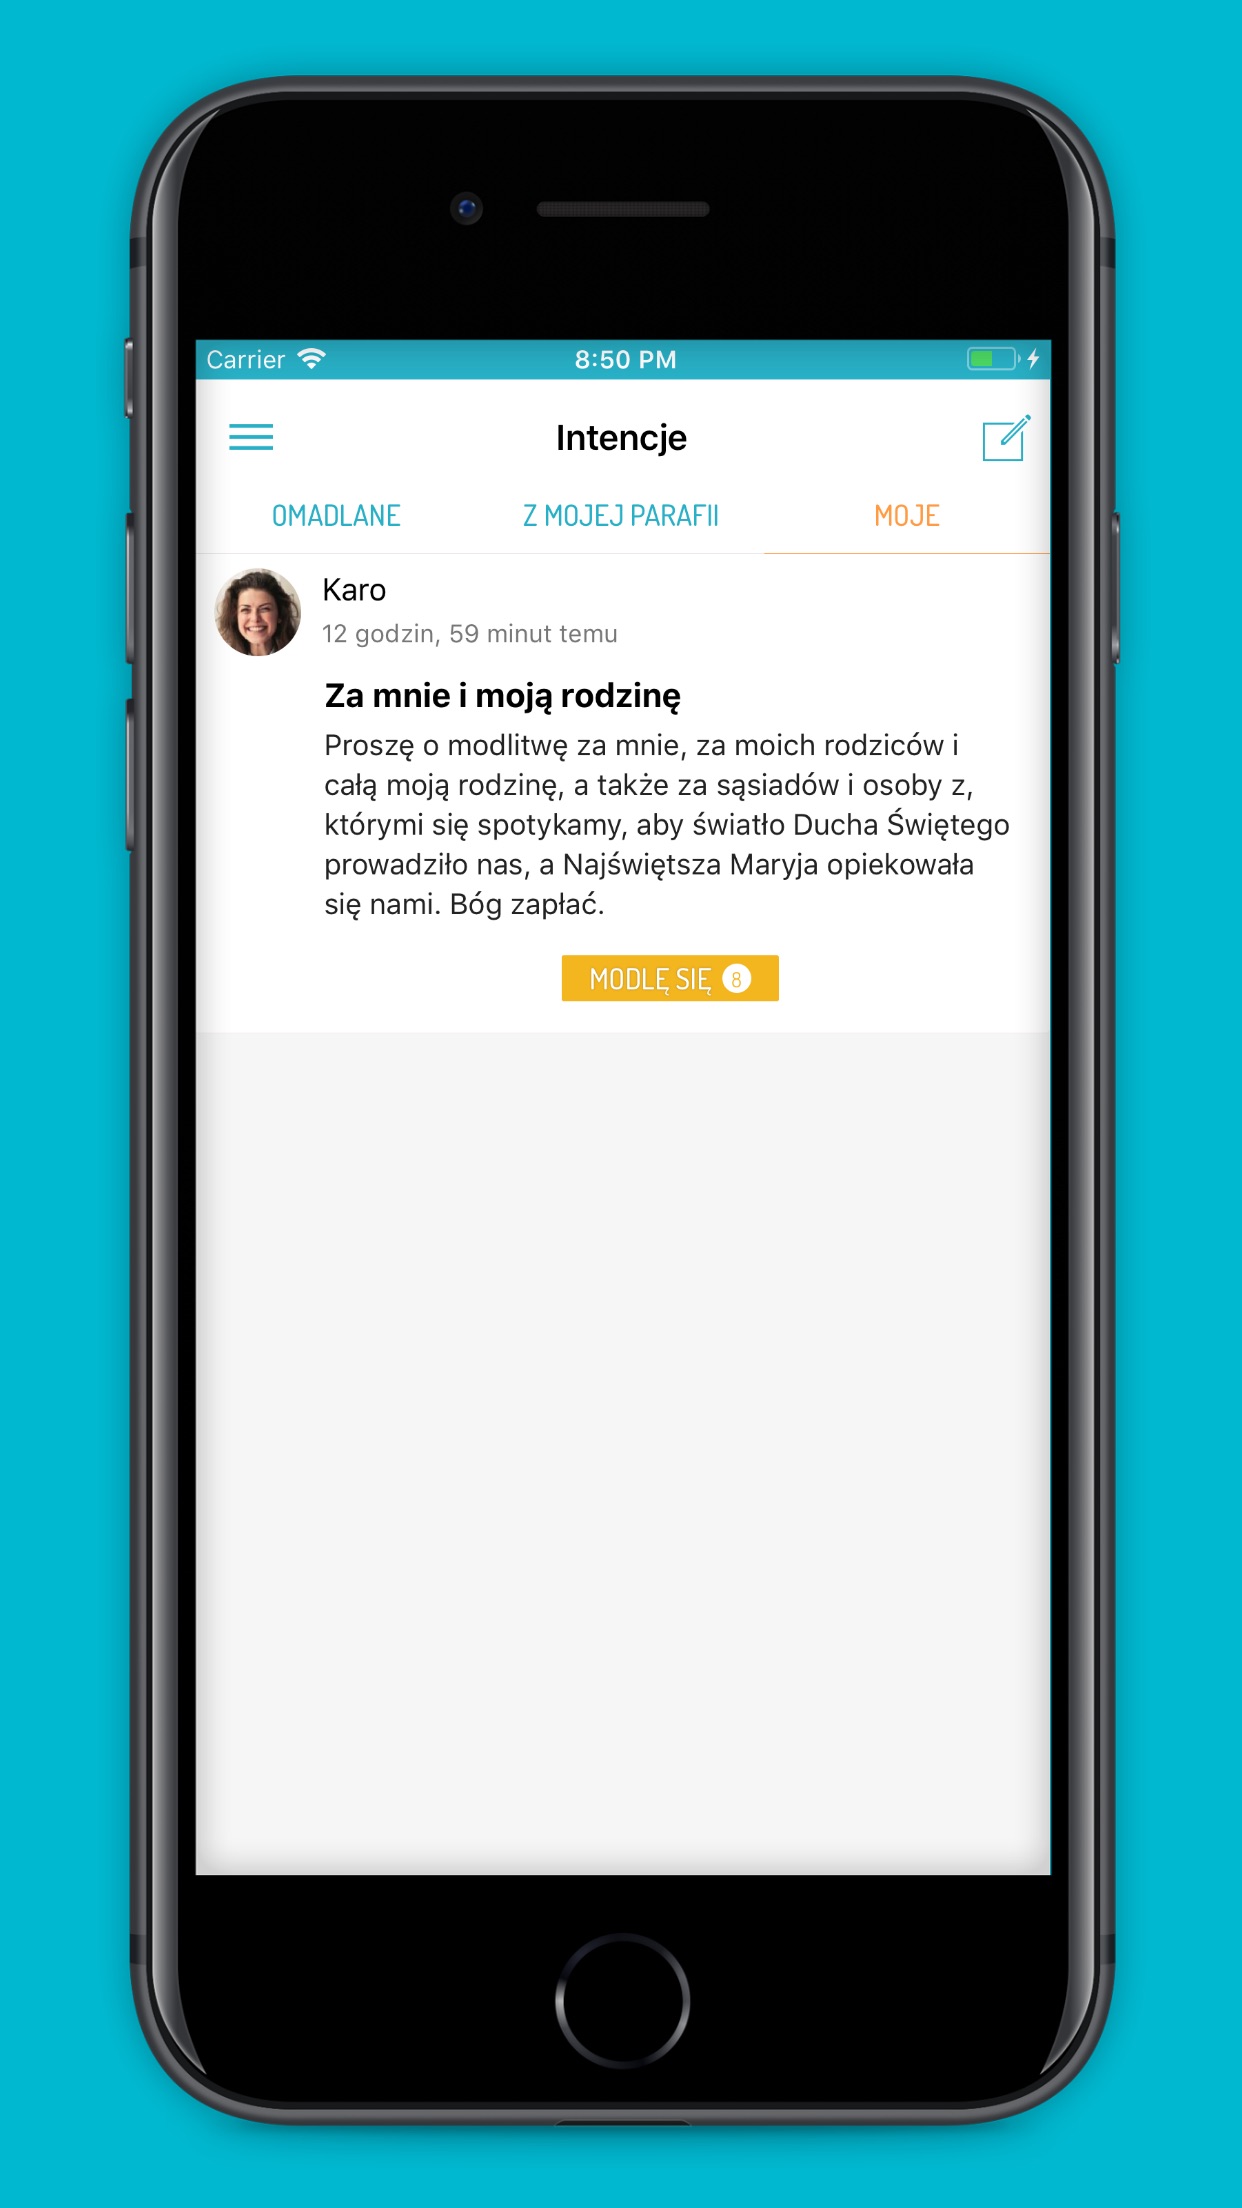 Carrier 8:50 PM
Intencje
OMADLANE Z MOJEJ PARAFII MOJE
Karo
12 godzin, 59 minut temu
Za mnie i moją rodzinę
Proszę o modlitwę za mnie, za moich rodziców i
całą moją rodzinę, a także za sąsiadów i osoby z,
którymi się spotykamy, aby światło Ducha Świętego
prowadziło nas, a Najświętsza Maryja opiekowała
się nami. Bóg zapłać.
MODLĘ SIĘ 8